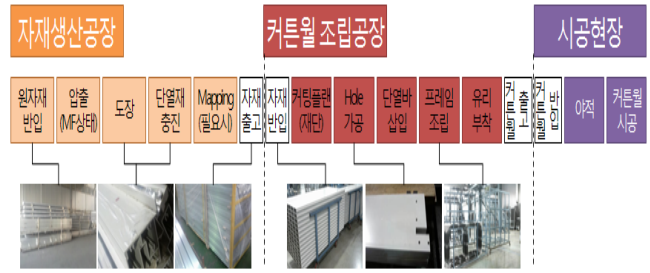 자재생산공장
커튼월 조립공장
시공현장
원자재
반입
압출
(MF상태)
도장
단열재
충진
Mapping
(필요시)
자재
출고
자재
반입
커팅플랜
(재단)
Hole
가공
단열바
삽입
프레임
조립
유리
부착
커튼월
출고
커튼월
반입
야적
커튼월
시공